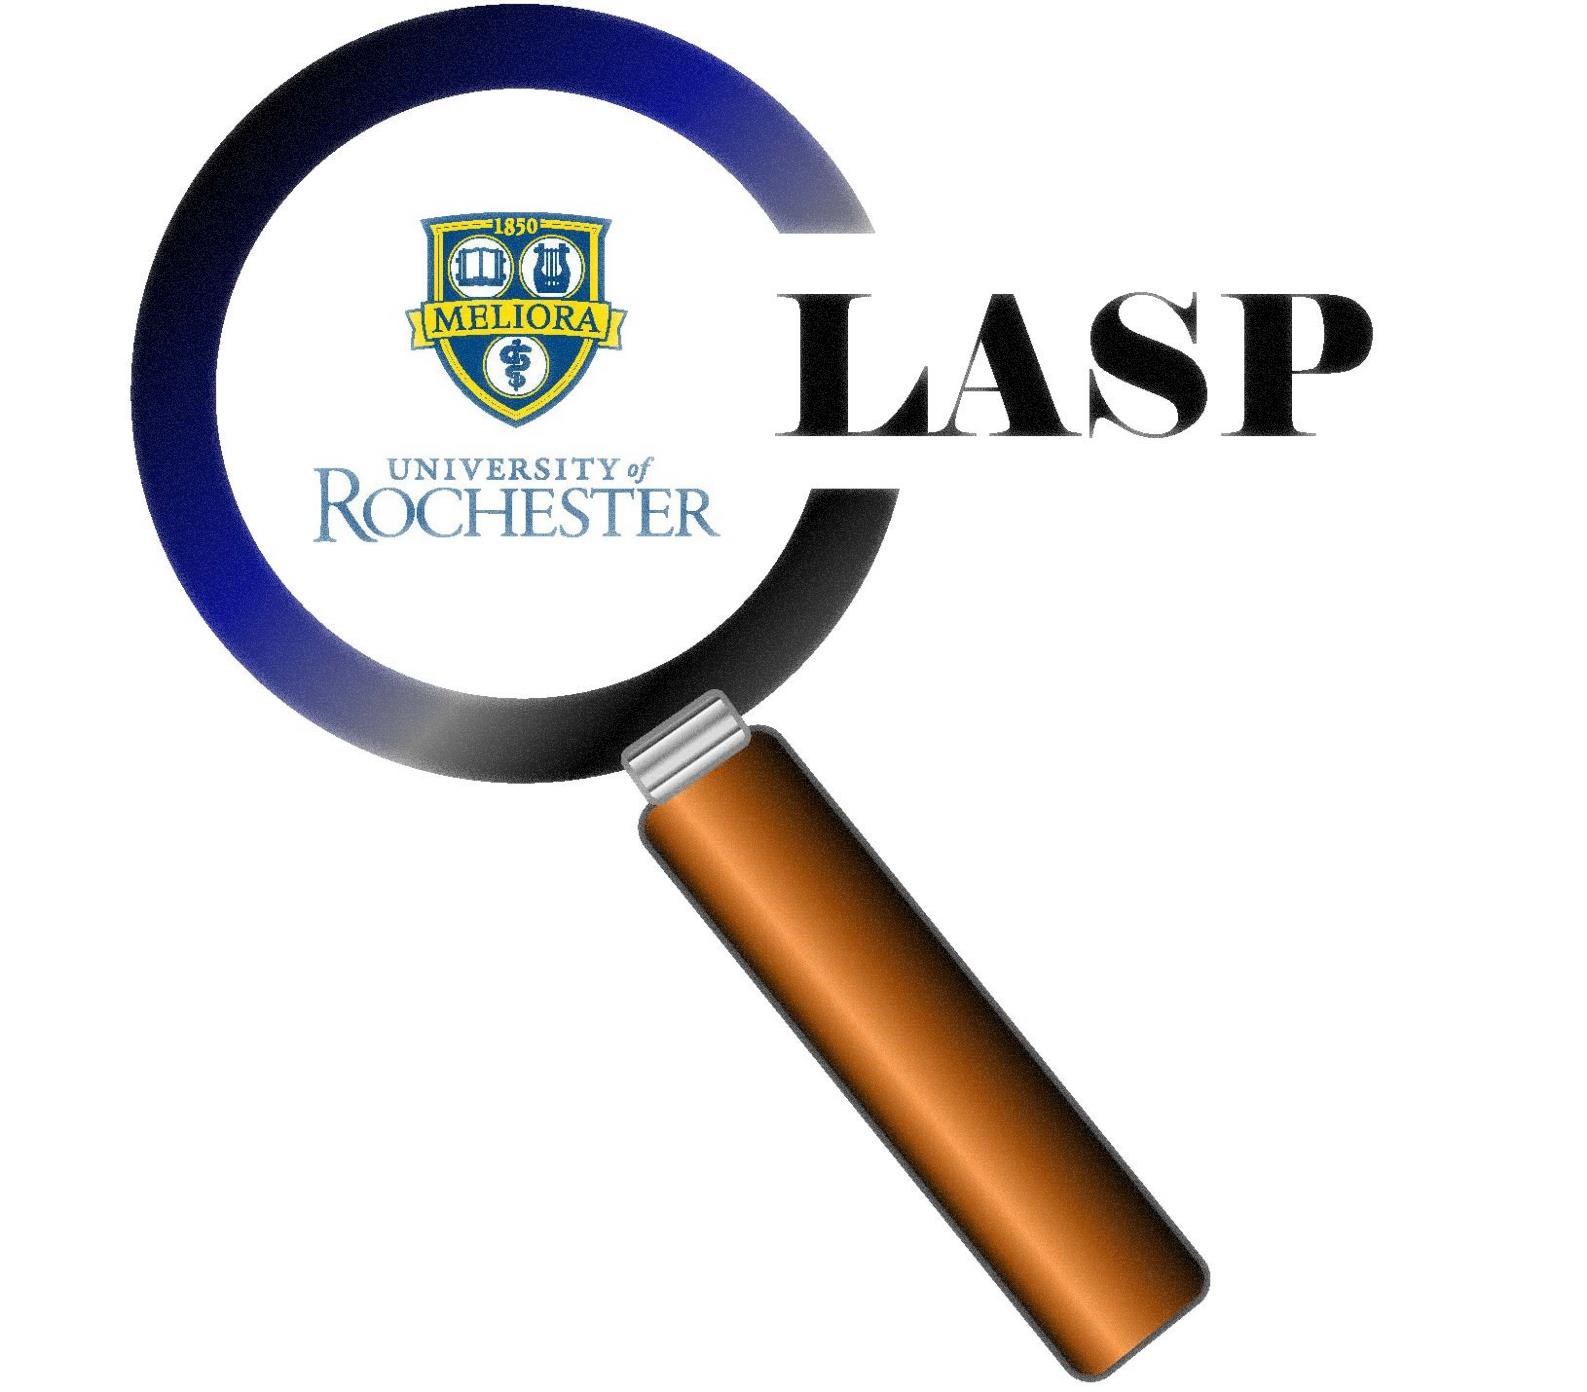 1850
MELIORA
UNIVERSITY of
ROCHESTER
LASP